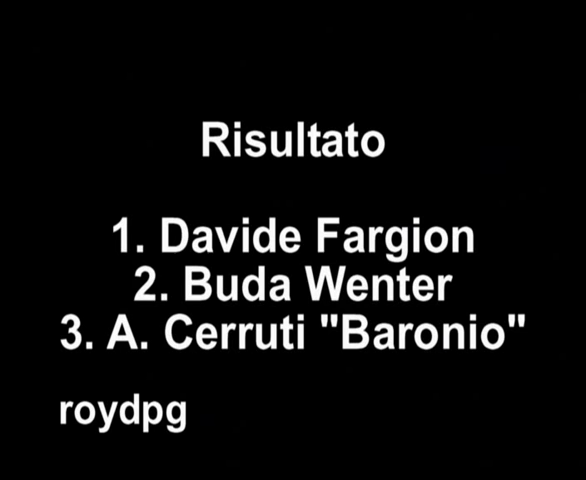 Risultato
1. Davide Fargion
2. Buda Wenter
3. A. Cerruti "Baronio"
roydpg